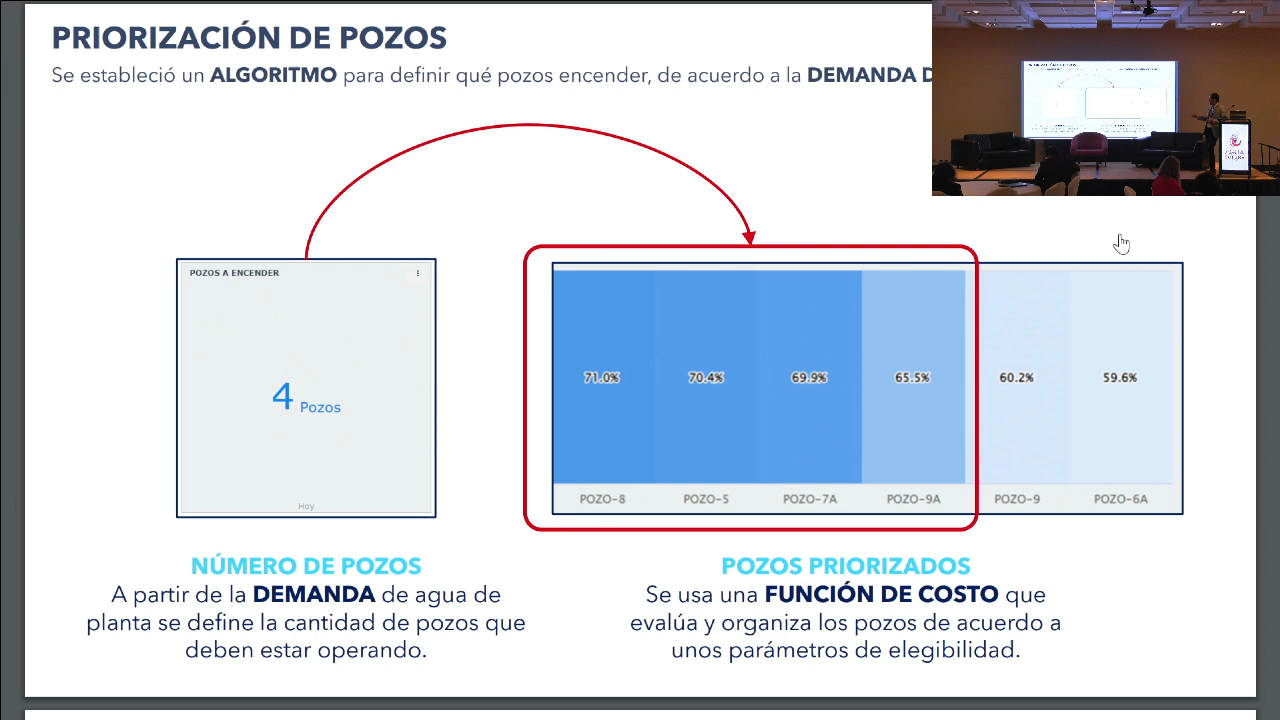 PRIORIZACIÓN DE POZOS
Se estableció un ALGORITMO para definir qué pozos encender, de acuerdo a la DEMANDA
POZOS A ENCENDER
4 Pozos
Hoy
71.0% 70.4% 69.9% 65.5% 60.2% 59.6%
POZO-8 POZO-5 POZO-7A POZO-9A POZO-9 POZO-6A
NÚMERO DE POZOS
A partir de la DEMANDA de agua de
planta se define la cantidad de pozos que
deben estar operando.
POZOS PRIORIZADOS
Se usa una FUNCIÓN DE COSTO que
evalúa y organiza los pozos de acuerdo a
unos parámetros de elegibilidad.